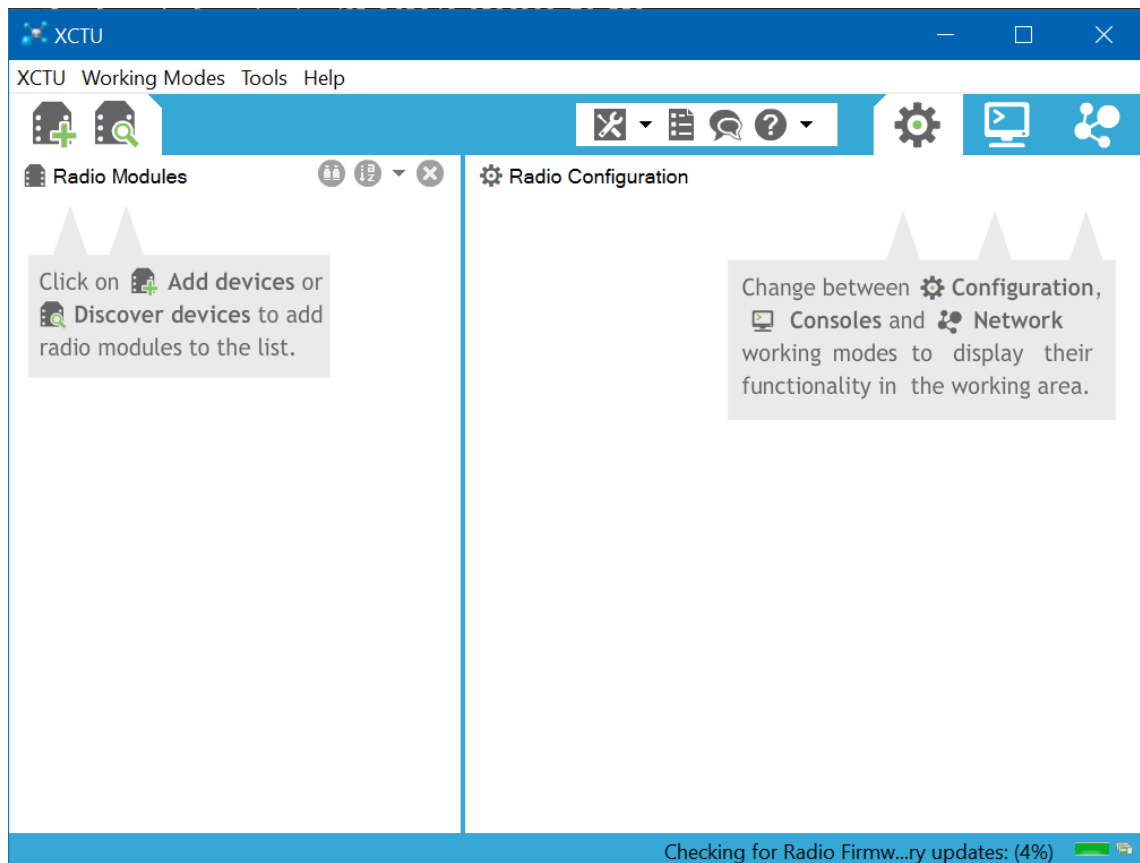 XCTU
XCTU Working Modes Tools Help
Radio Modules
Radio Configuration
Click on Add devices or
Discover devices to add
radio modules to the list.
Change between Configuration,
Consoles and Network
working modes to display their
functionality in the working area.
Checking for Radio Firmw...ry updates: (4%)